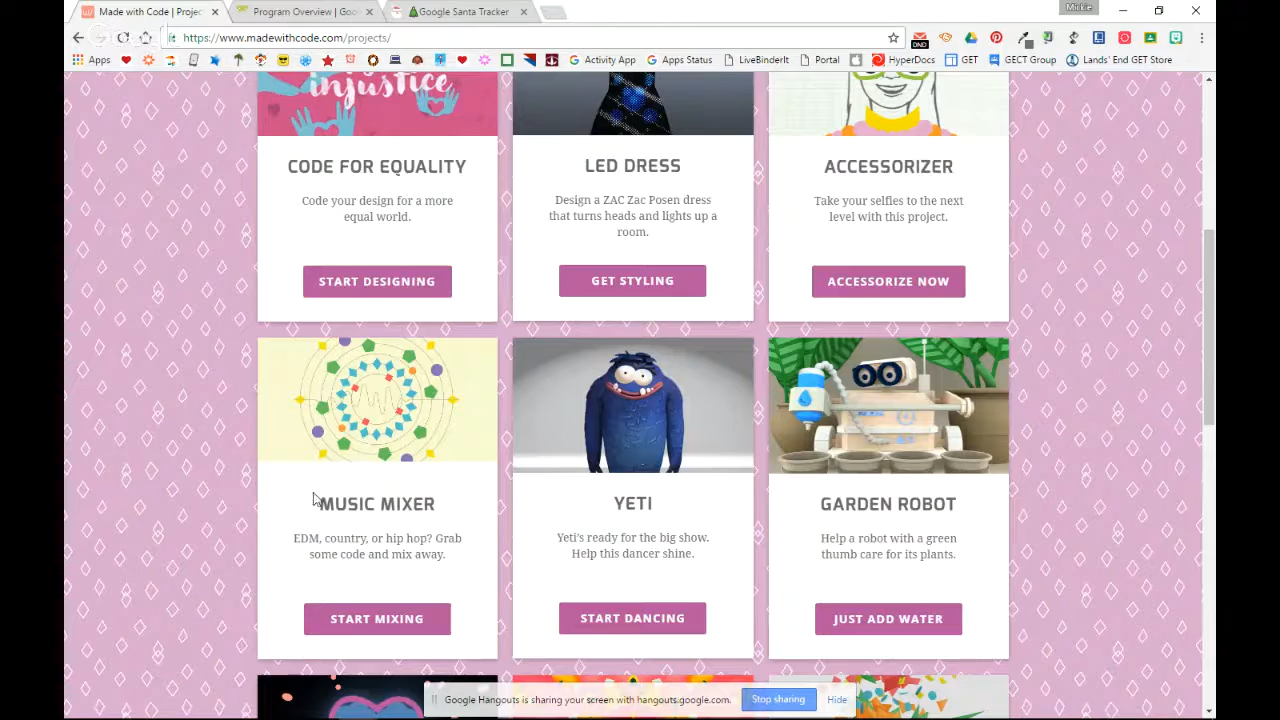 Made with Code | Projec
Program Overview | Goo
Google Santa Tracker
Mickie
https://www.madewithcode.com/projects/
DND
Apps
Activity App
Apps Status
LiveBinderIt
Portal
HyperDocs
GET
GECT Group
Lands' End GET Store
injustice
CODE FOR EQUALITY
Code your design for a more
equal world.
START DESIGNING
LED DRESS
Design a ZAC Zac Posen dress
that turns heads and lights up a
room.
GET STYLING
ACCESSORIZER
Take your selfies to the next
level with this project.
ACCESSORIZE NOW
MUSIC MIXER
EDM, country, or hip hop? Grab
some code and mix away.
START MIXING
YETI
Yeti's ready for the big show.
Help this dancer shine.
START DANCING
GARDEN ROBOT
Help a robot with a green
thumb care for its plants.
JUST ADD WATER
Google Hangouts is sharing your screen with hangouts.google.com.
Stop sharing
Hide